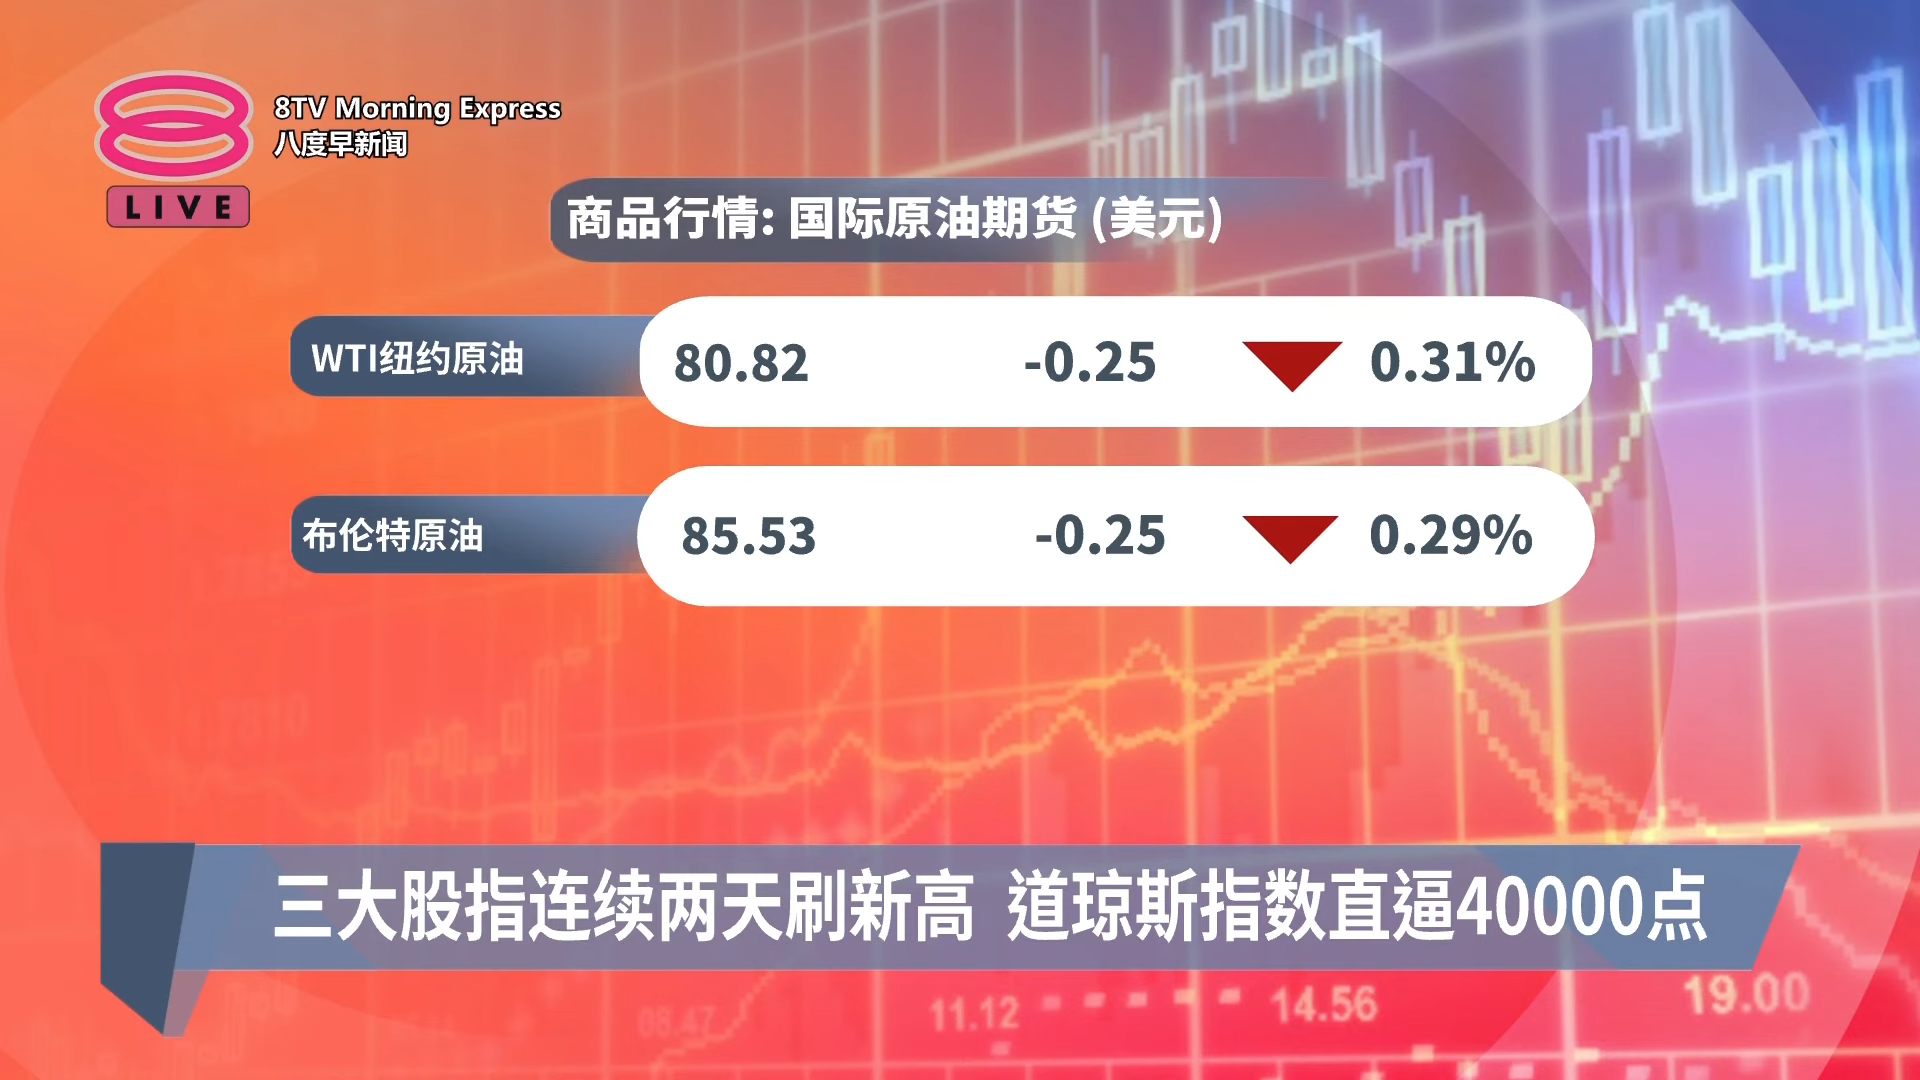 8TV Morning Express
八度早新闻
LIVE
商品行情: 国际原油期货 (美元)
WTI纽约原油 80.82 -0.25 0.31%
布伦特原油 85.53 -0.25 0.29%
三大股指连续两天刷新高 道琼斯指数直逼40000点
08.47 11.12 14.56 19.00